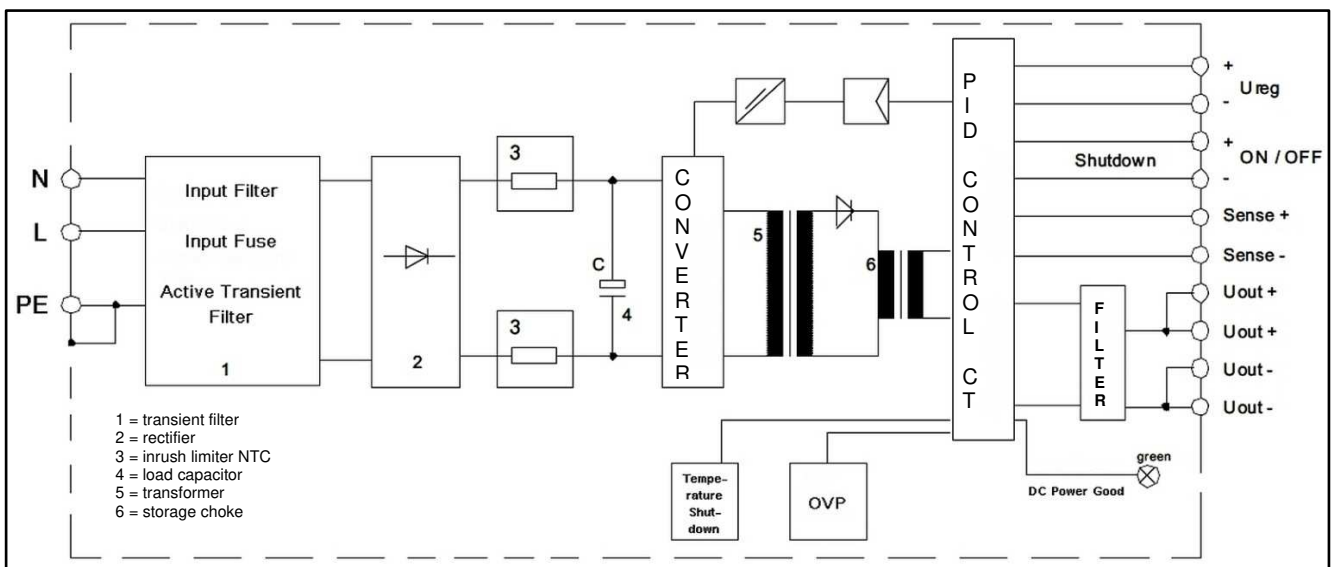 N
L
PE
Input Filter
Input Fuse
Active Transient
Filter
1
2
3
3
C
4
CONVERTER
5
6
PID CONTROL CT
+
Ureg
-
+
Shutdown
ON / OFF
-
Sense +
Sense -
FILTER
Uout +
Uout +
Uout -
Uout -
1 = transient filter
2 = rectifier
3 = inrush limiter NTC
4 = load capacitor
5 = transformer
6 = storage choke
Tempe-
rature
Shut-
down
OVP
green
DC Power Good